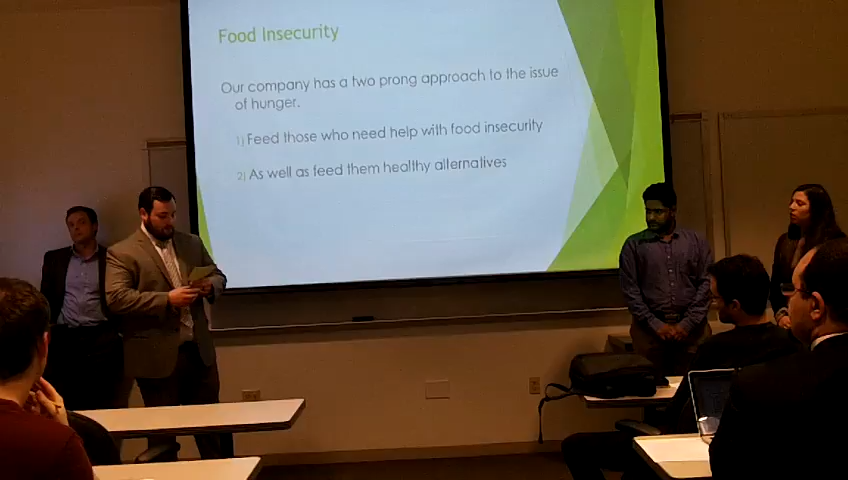 Food Insecurity
Our company has a two prong approach to the issue
of hunger.
1) Feed those who need help with food insecurity
2) As well as feed them healthy alternatives